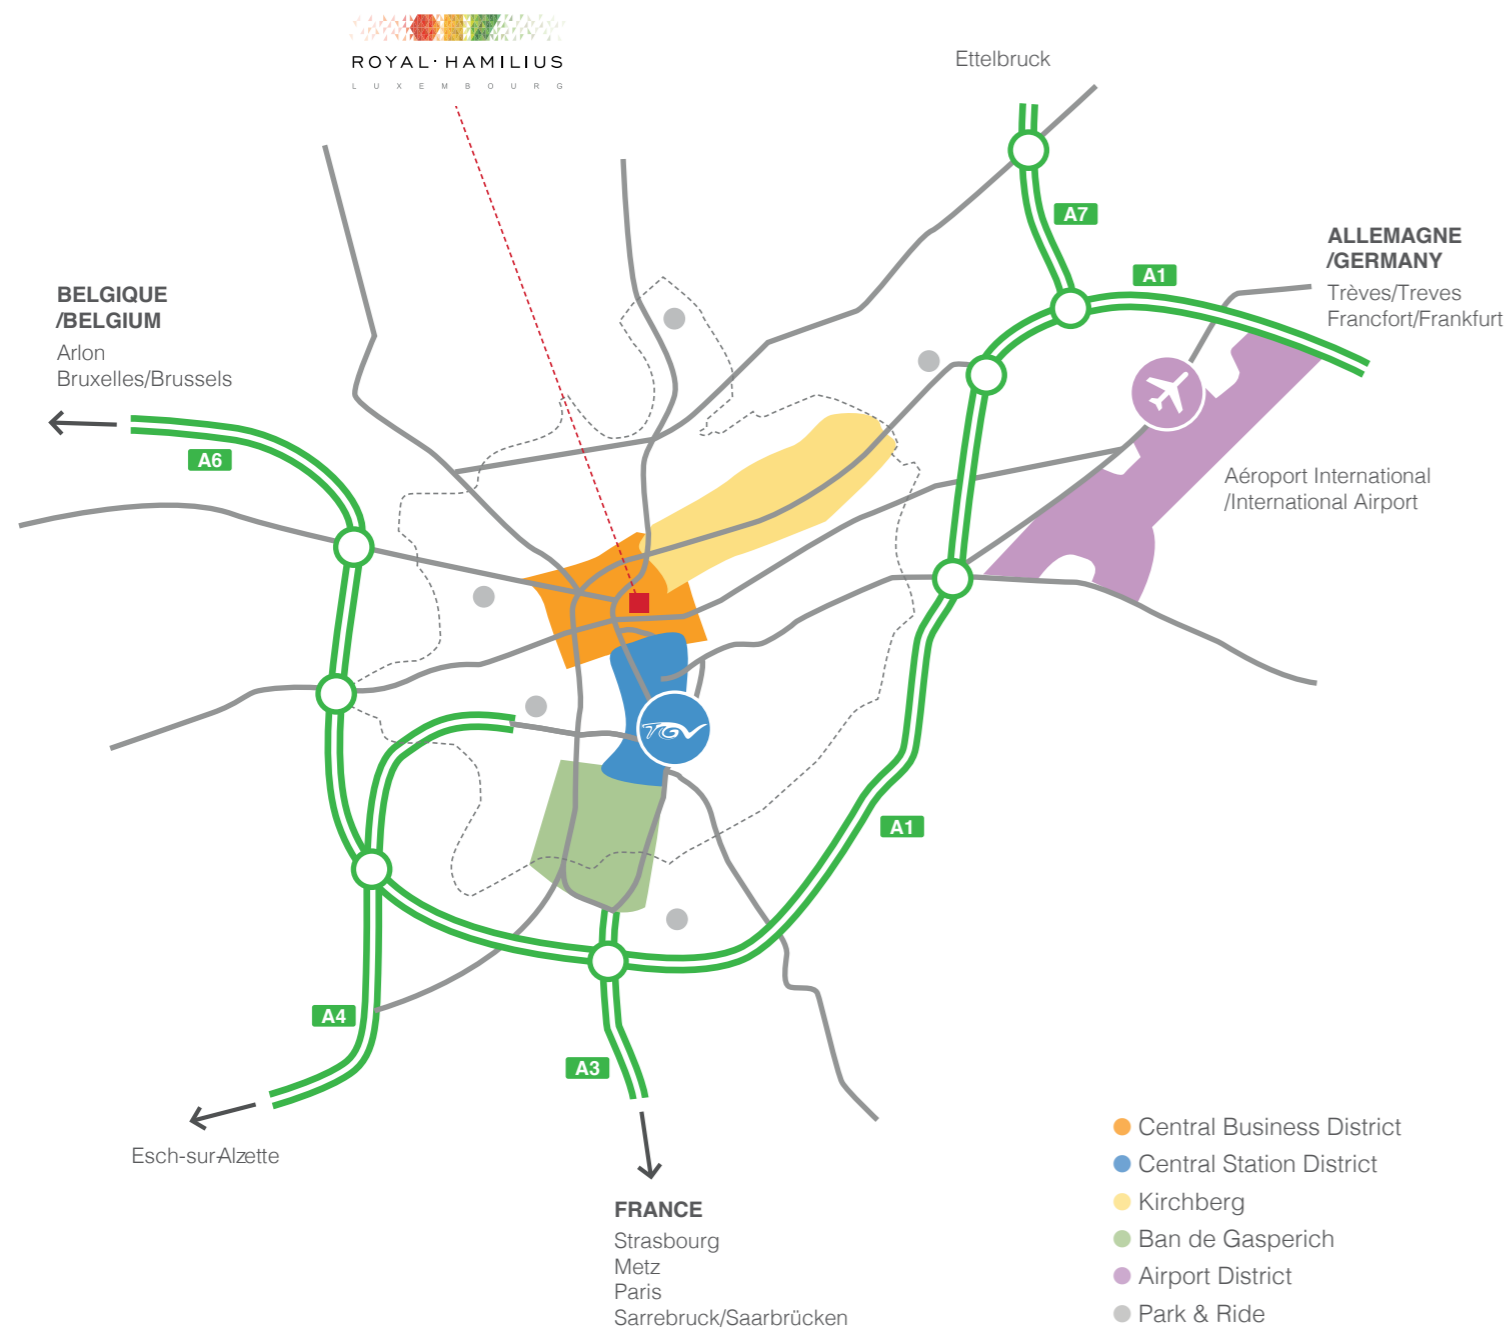 ROYAL·HAMILIUS
LUXEMBOURG
Ettelbruck
A7
ALLEMAGNE
/GERMANY
Trèves/Treves
Francfort/Frankfurt
A1
BELGIQUE
/BELGIUM
Arlon
Bruxelles/Brussels
A6
Aéroport International
/International Airport
TGV
A1
A4
A3
Esch-sur-Alzette
FRANCE
Strasbourg
Metz
Paris
Sarrebruck/Saarbrücken
Central Business District
Central Station District
Kirchberg
Ban de Gasperich
Airport District
Park & Ride